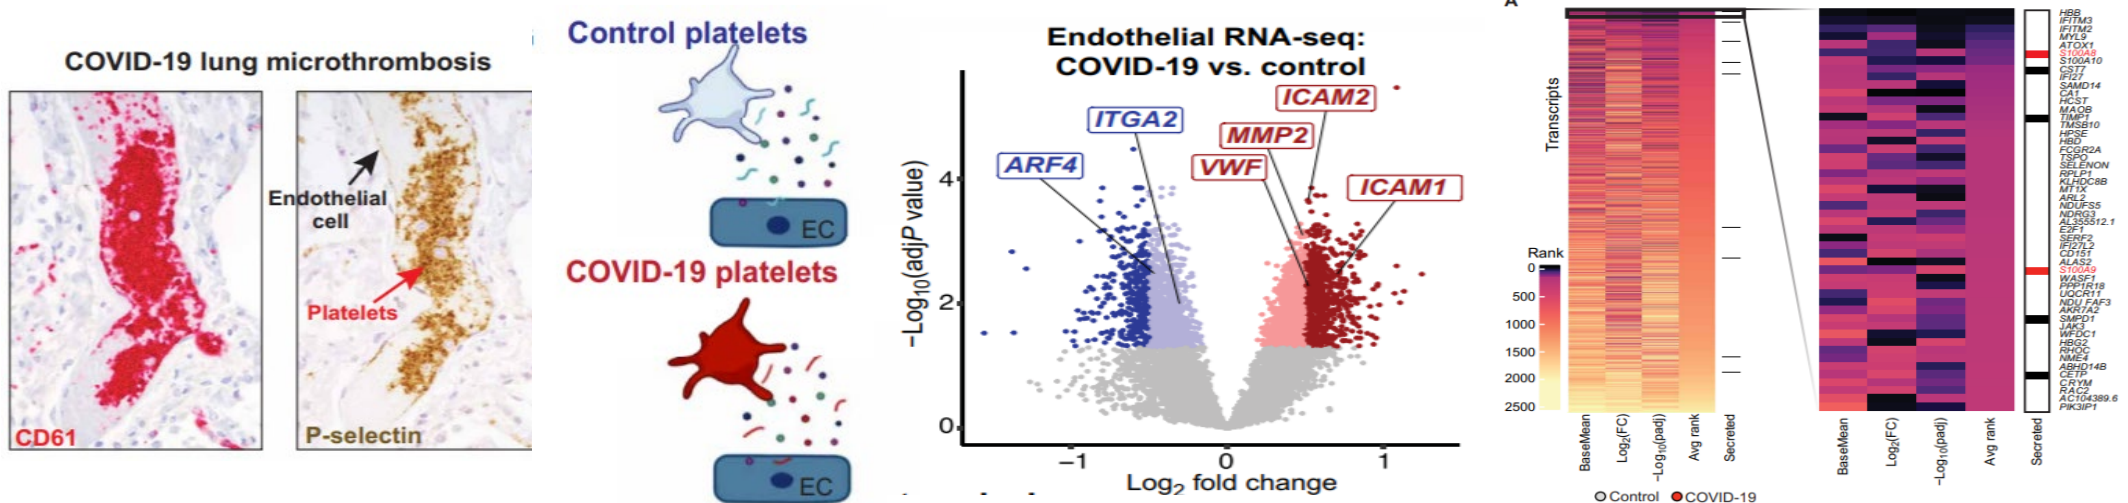 COVID-19 lung microthrombosis
Endothelial
cell
Platelets
CD61
P-selectin
Control platelets
EC
COVID-19 platelets
EC
Endothelial RNA-seq:
COVID-19 vs. control
ICAM2
ITGA2
MMP2
ARF4
VWF
ICAM1
−Log10(adjP value)
4
2
0
−1
0
1
Log2 fold change
A
Transcripts
Rank
0
500
1000
1500
2000
2500
BaseMean
Log2(FC)
−Log10(padj)
Avg rank
Secreted
Control
COVID-19
HBB
IFITM3
IFITM2
MYL9
ATOX1
S100A8
S100A10
CST7
IFI27
SAMD14
CA1
HCST
MAOB
TIMP1
TMSB10
HPSE
HBD
FCGR2A
TSPO
SELENON
RPLP1
KLHDC8B
MT1X
ARL2
NDUFS5
NDRG3
AL355512.1
E2F1
SERF2
IFI27L2
CD151
ALAS2
S100A9
WASF1
PPP1R18
UQCR11
NDU FAF3
AKR7A2
SMPD1
JAK3
WFDC1
HBG2
RHOC
NME4
ABHD14B
CETP
CRYM
RAC2
AC104389.6
PIK3IP1
BaseMean
Log2(FC)
−Log10(padj)
Avg rank
Secreted